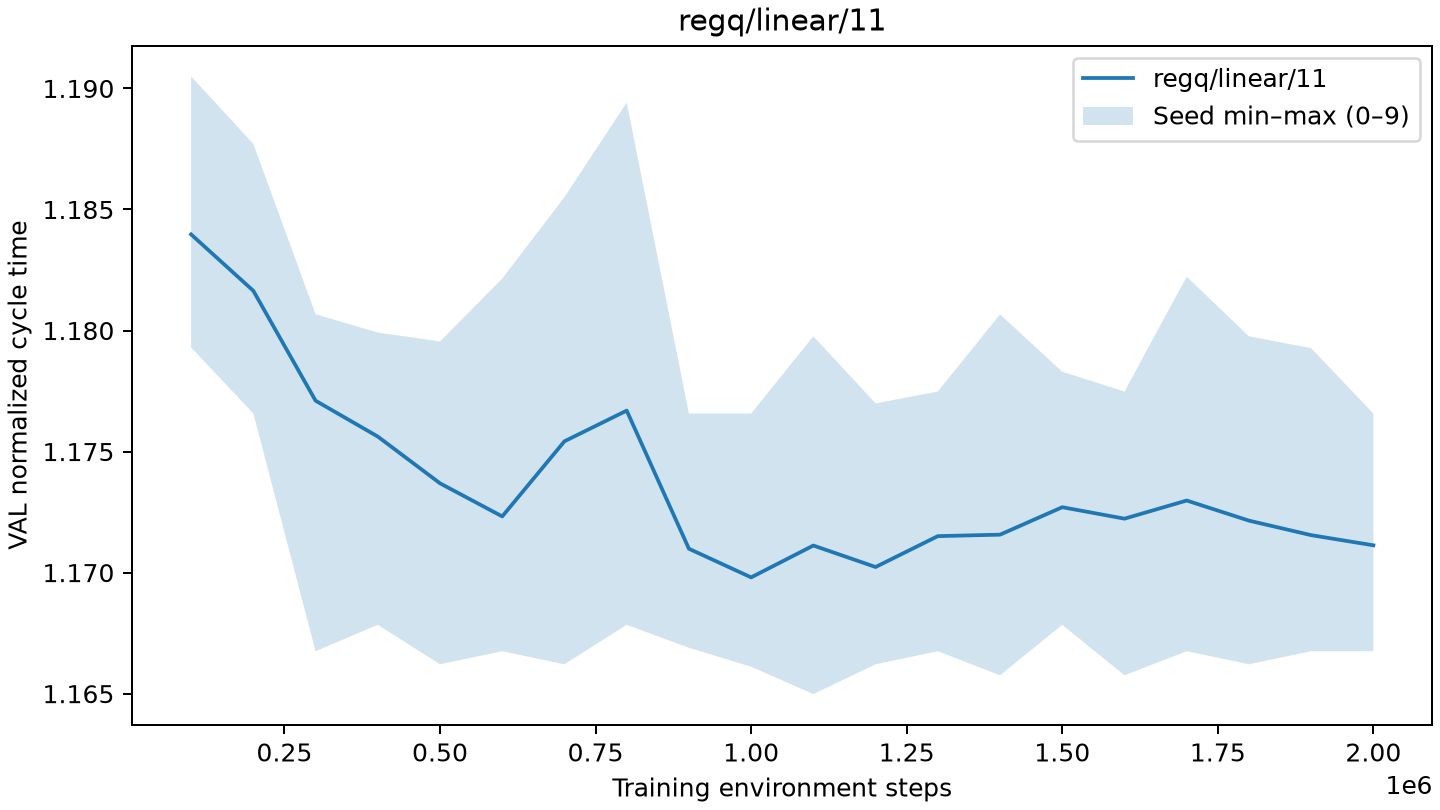 regq/linear/11
regq/linear/11
Seed min–max (0–9)
VAL normalized cycle time
1.190
1.185
1.180
1.175
1.170
1.165
0.25 0.50 0.75 1.00 1.25 1.50 1.75 2.00
1e6
Training environment steps